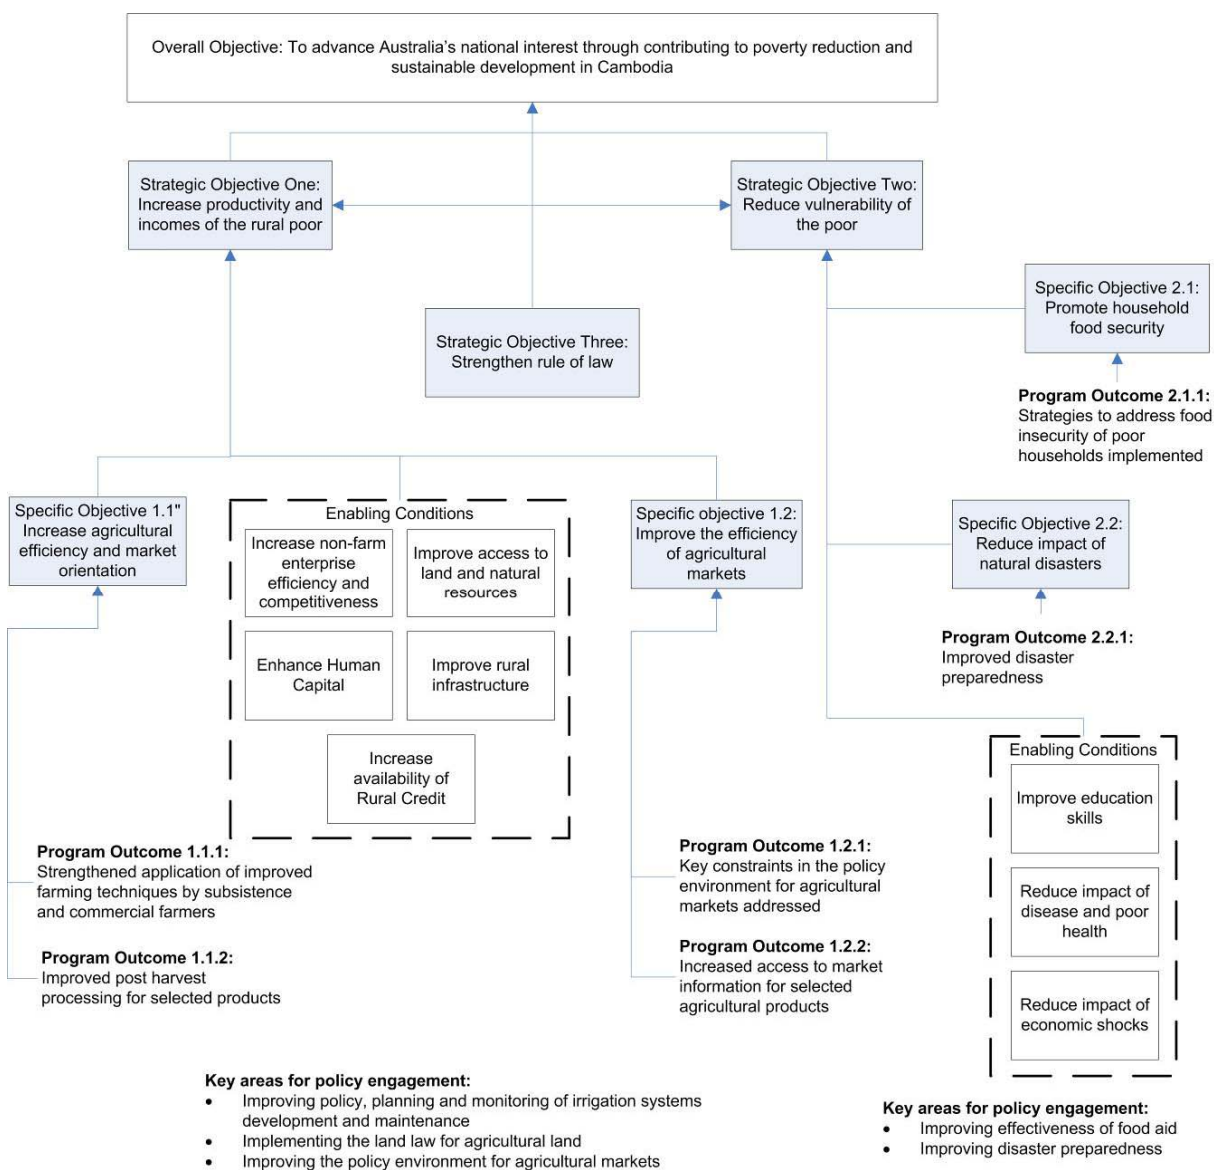 Overall Objective: To advance Australia's national interest through contributing to poverty reduction and
sustainable development in Cambodia
Strategic Objective One:
Increase productivity and
incomes of the rural poor
Strategic Objective Two:
Reduce vulnerability of
the poor
Strategic Objective Three:
Strengthen rule of law
Specific Objective 2.1:
Promote household
food security
Program Outcome 2.1.1:
Strategies to address food
insecurity of poor
households implemented
Specific Objective 1.1"
Increase agricultural
efficiency and market
orientation
Enabling Conditions
Increase non-farm
enterprise
efficiency and
competitiveness
Improve access to
land and natural
resources
Enhance Human
Capital
Improve rural
infrastructure
Increase
availability of
Rural Credit
Specific objective 1.2:
Improve the efficiency
of agricultural
markets
Specific Objective 2.2:
Reduce impact of
natural disasters
Program Outcome 2.2.1:
Improved disaster
preparedness
Enabling Conditions
Improve education
skills
Reduce impact of
disease and poor
health
Reduce impact of
economic shocks
Program Outcome 1.1.1:
Strengthened application of improved
farming techniques by subsistence
and commercial farmers
Program Outcome 1.1.2:
Improved post harvest
processing for selected products
Program Outcome 1.2.1:
Key constraints in the policy
environment for agricultural
markets addressed
Program Outcome 1.2.2:
Increased access to market
information for selected
agricultural products
Key areas for policy engagement:
• Improving policy, planning and monitoring of irrigation systems
development and maintenance
• Implementing the land law for agricultural land
• Improving the policy environment for agricultural markets
Key areas for policy engagement:
• Improving effectiveness of food aid
• Improving disaster preparedness